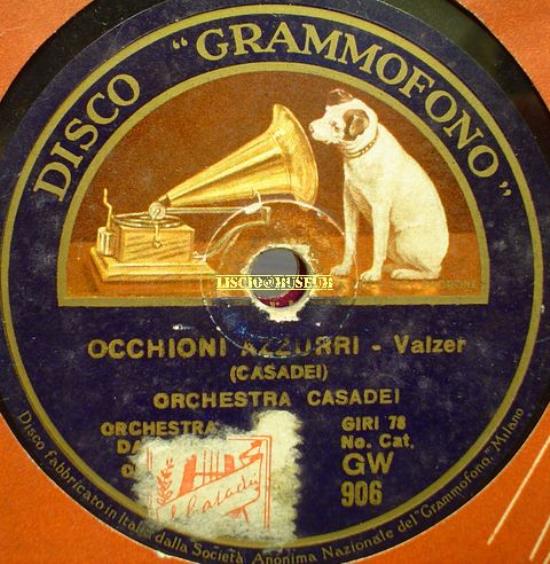 DISCO "GRAMMOFONO"
LISCIO@MUSEUM
OCCHIONI AZZURRI - Valzer
(CASADEI)
ORCHESTRA CASADEI
ORCHESTRA
DA
GIRI 78
No. Cat.
GW
906
Disco fabbricato in Italia dalla Società Anonima Nazionale del "Grammofono," Milano